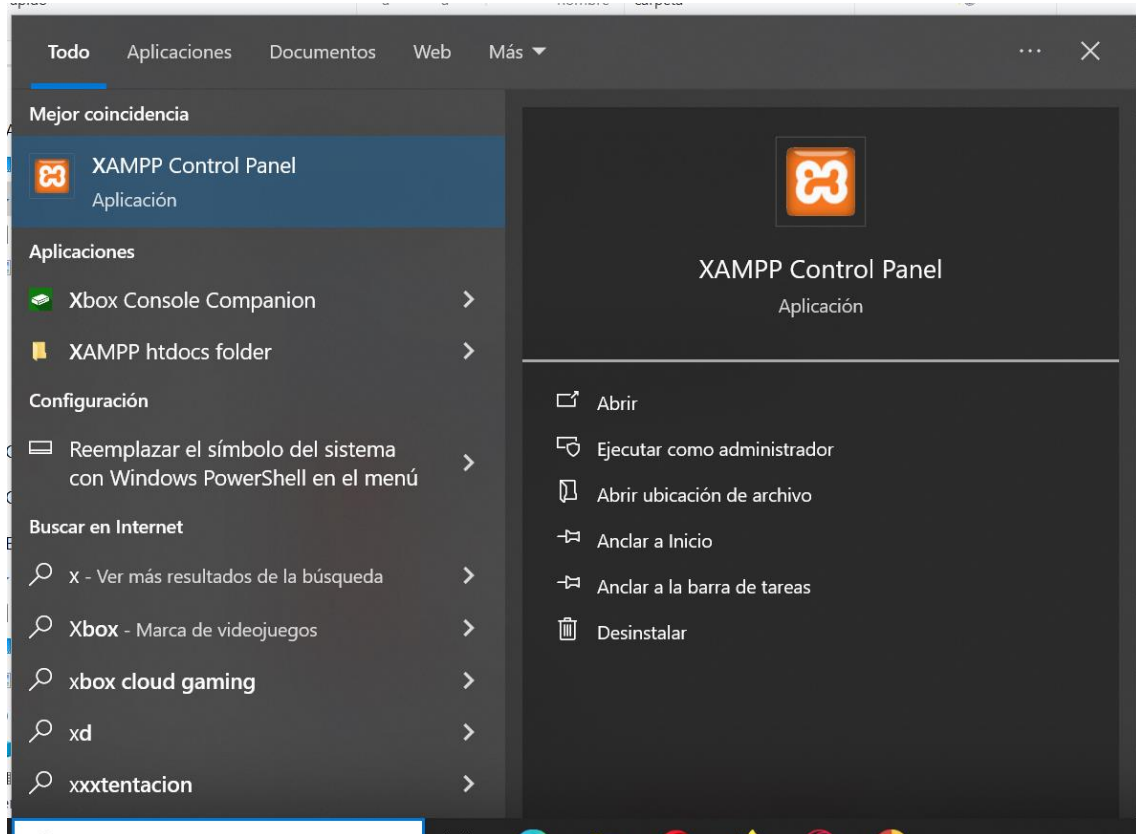 Todo Aplicaciones Documentos Web Más
Mejor coincidencia
XAMPP Control Panel
Aplicación
Aplicaciones
Xbox Console Companion
XAMPP htdocs folder
Configuración
Reemplazar el símbolo del sistema
con Windows PowerShell en el menú
Buscar en Internet
x - Ver más resultados de la búsqueda
Xbox - Marca de videojuegos
xbox cloud gaming
xd
xxxtentacion
XAMPP Control Panel
Aplicación
Abrir
Ejecutar como administrador
Abrir ubicación de archivo
Anclar a Inicio
Anclar a la barra de tareas
Desinstalar